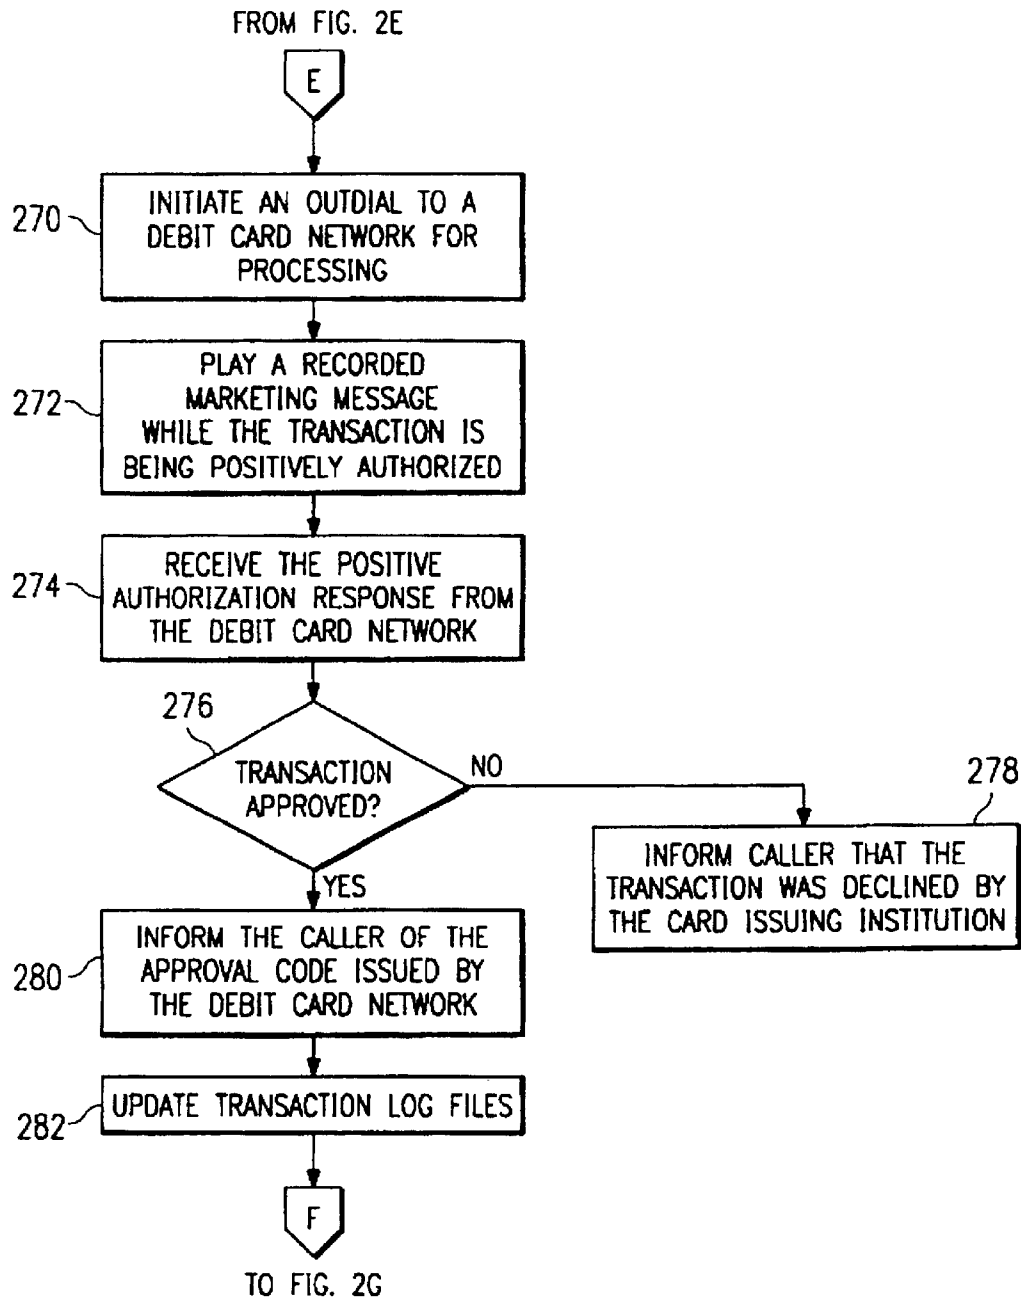 FROM FIG. 2E
E
270
INITIATE AN OUTDIAL TO A
DEBIT CARD NETWORK FOR
PROCESSING
272
PLAY A RECORDED
MARKETING MESSAGE
WHILE THE TRANSACTION IS
BEING POSITIVELY AUTHORIZED
274
RECEIVE THE POSITIVE
AUTHORIZATION RESPONSE FROM
THE DEBIT CARD NETWORK
276
TRANSACTION
APPROVED?
NO
278
INFORM CALLER THAT THE
TRANSACTION WAS DECLINED BY
THE CARD ISSUING INSTITUTION
YES
280
INFORM THE CALLER OF THE
APPROVAL CODE ISSUED BY
THE DEBIT CARD NETWORK
282
UPDATE TRANSACTION LOG FILES
F
TO FIG. 2G